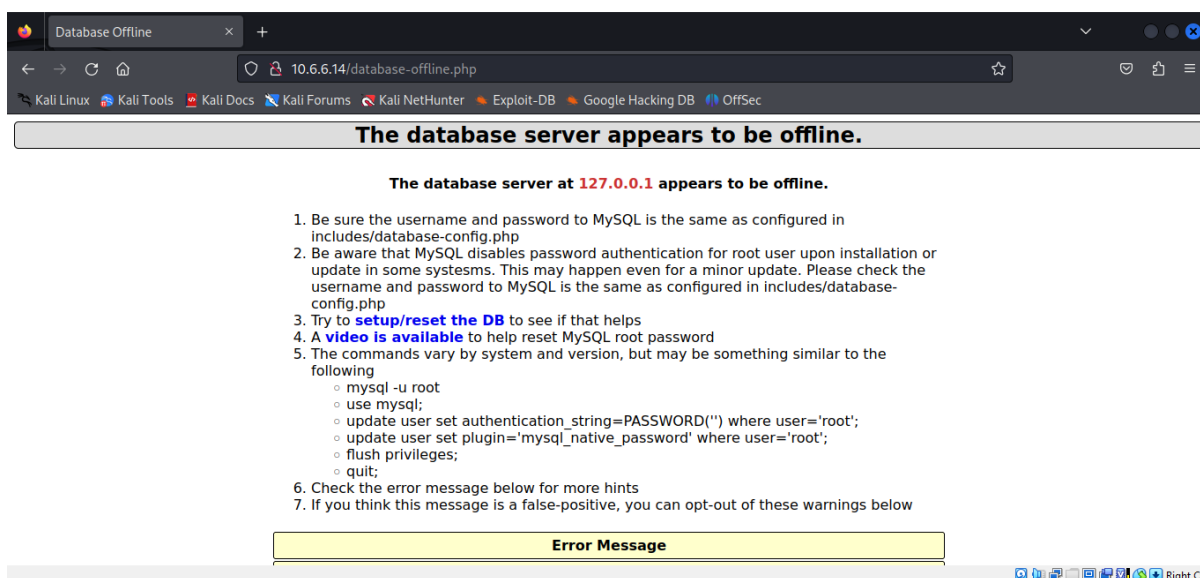 Database Offline
10.6.6.14/database-offline.php
Kali Linux Kali Tools Kali Docs Kali Forums Kali NetHunter Exploit-DB Google Hacking DB OffSec
The database server appears to be offline.
The database server at 127.0.0.1 appears to be offline.
1. Be sure the username and password to MySQL is the same as configured in
includes/database-config.php
2. Be aware that MySQL disables password authentication for root user upon installation or
update in some systesms. This may happen even for a minor update. Please check the
username and password to MySQL is the same as configured in includes/database-
config.php
3. Try to setup/reset the DB to see if that helps
4. A video is available to help reset MySQL root password
5. The commands vary by system and version, but may be something similar to the
following
◦ mysql -u root
◦ use mysql;
◦ update user set authentication_string=PASSWORD('') where user='root';
◦ update user set plugin='mysql_native_password' where user='root';
◦ flush privileges;
◦ quit;
6. Check the error message below for more hints
7. If you think this message is a false-positive, you can opt-out of these warnings below
Error Message
Right C